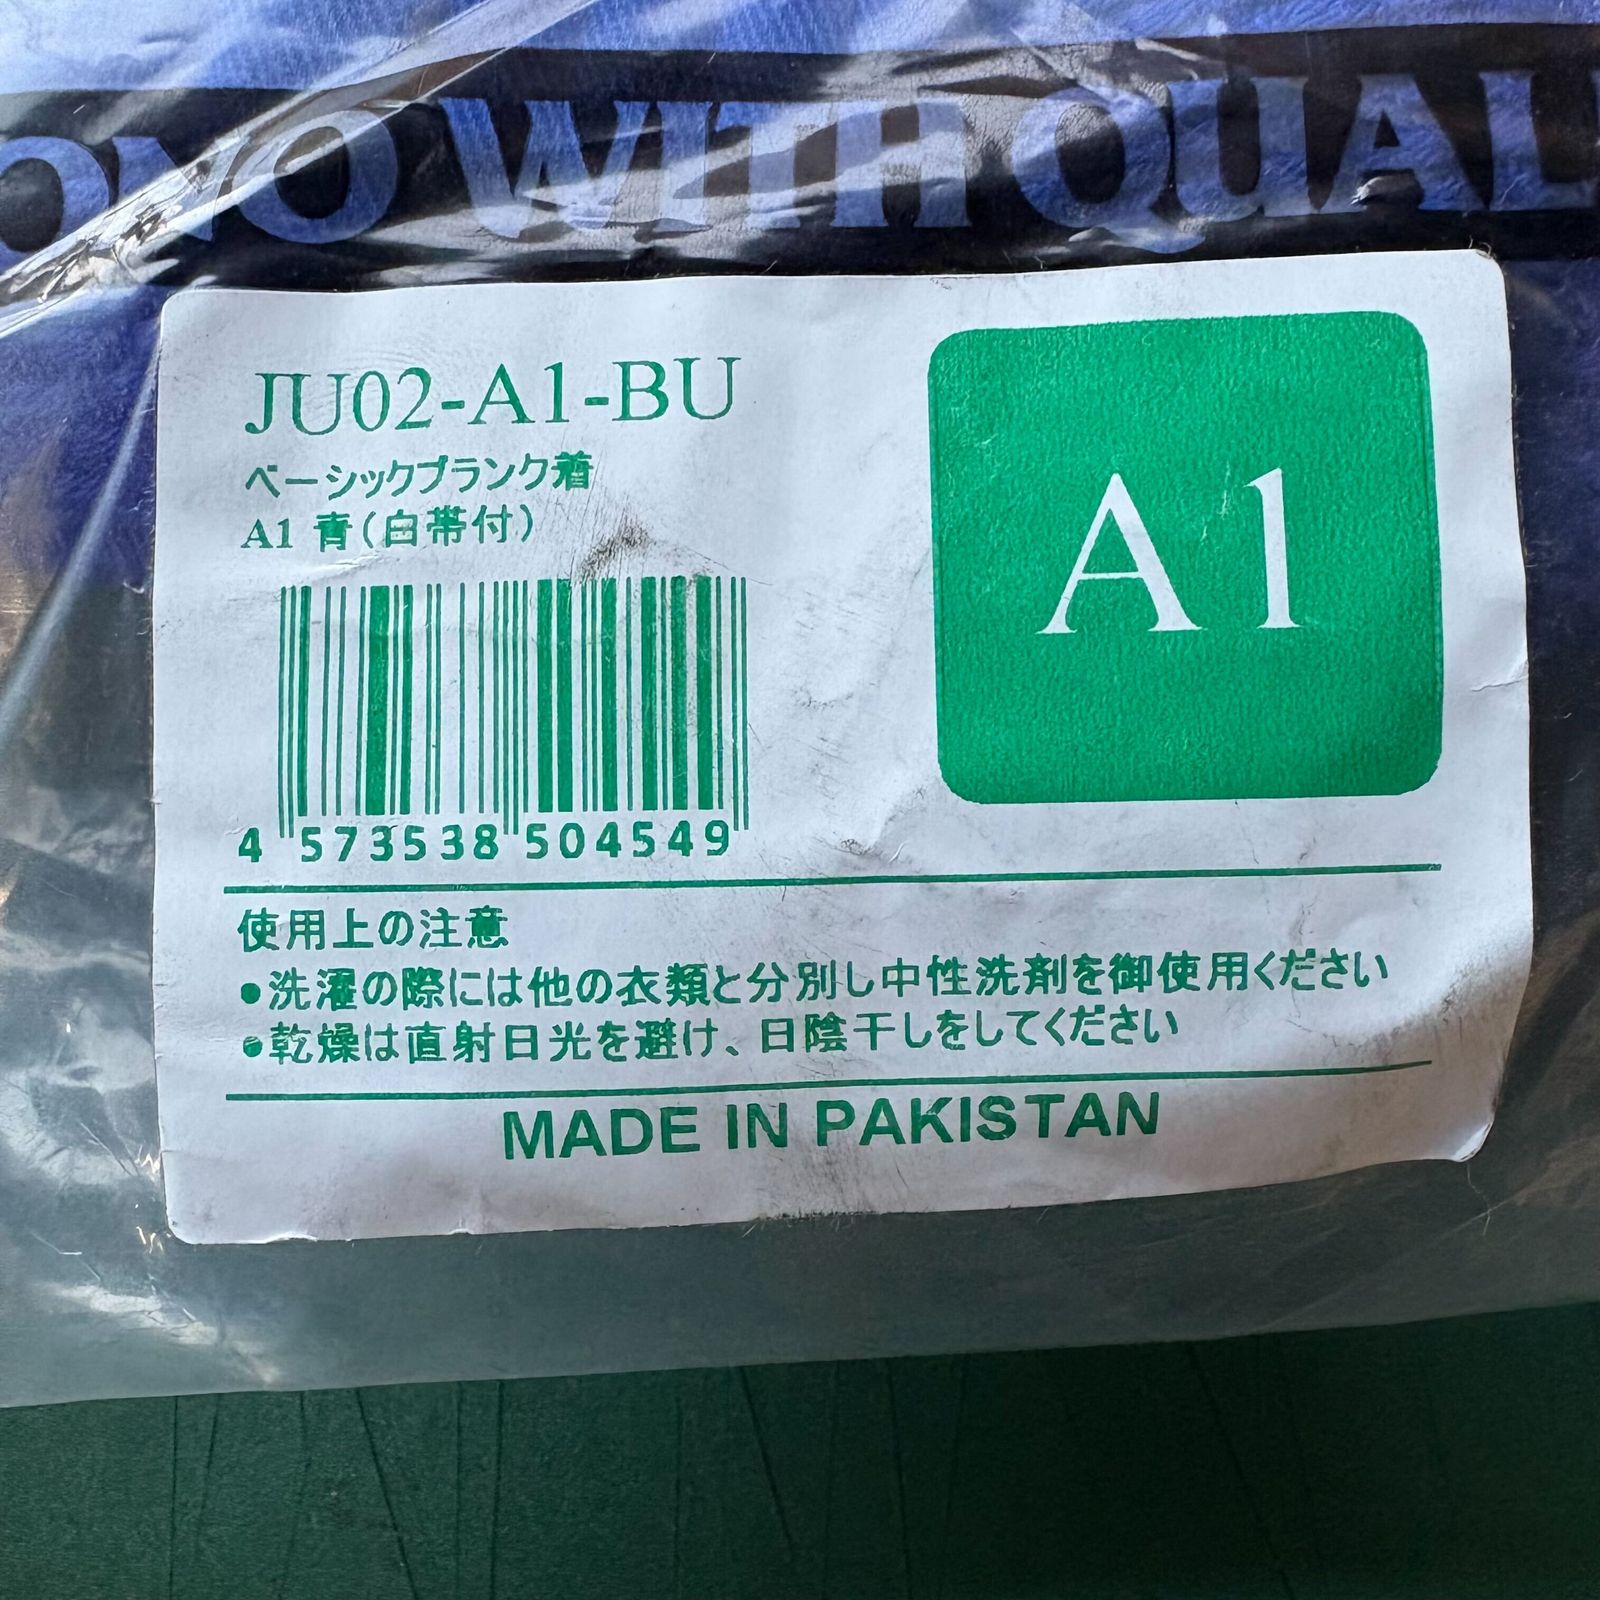 ONO WITH QUALI
JU02-A1-BU
ベーシックブランク着
A1 青(白帯付)
A1
4 573538 504549
使用上の注意
●洗濯の際には他の衣類と分別し中性洗剤を御使用ください
●乾燥は直射日光を避け、日陰干しをしてください
MADE IN PAKISTAN